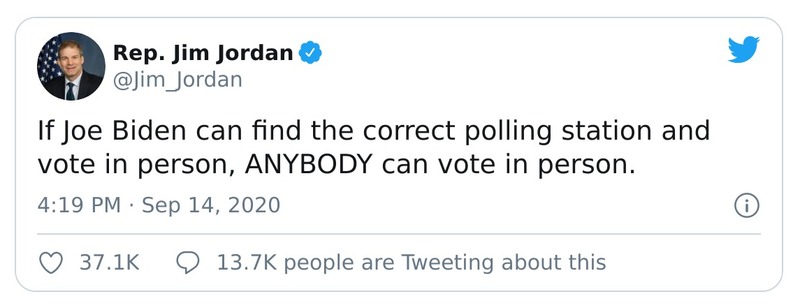 Rep. Jim Jordan
@Jim_Jordan
If Joe Biden can find the correct polling station and
vote in person, ANYBODY can vote in person.
4:19 PM · Sep 14, 2020
37.1K 13.7K people are Tweeting about this